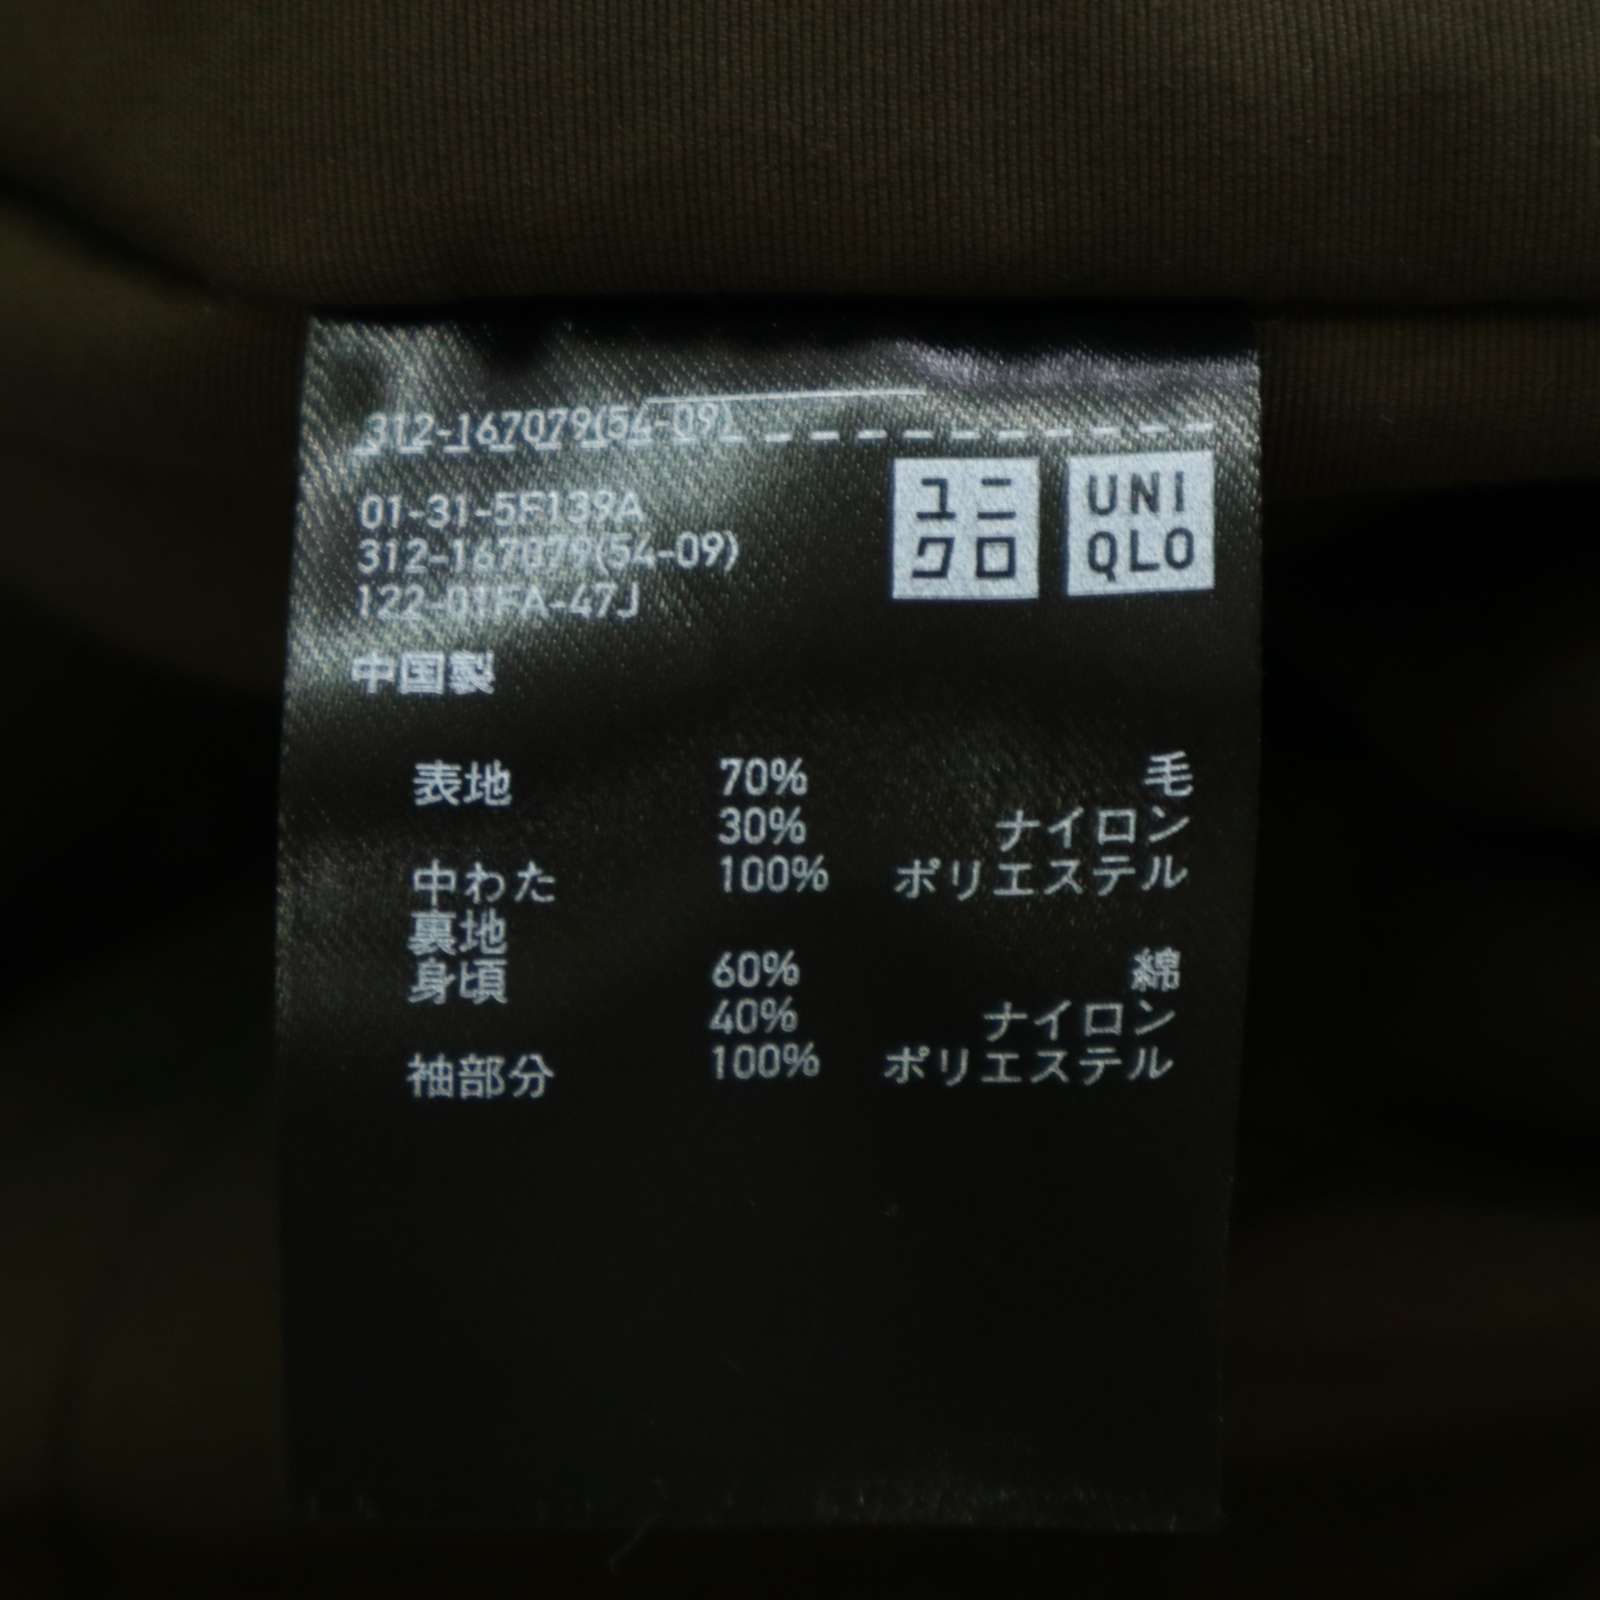 312-167079(54-09)
01-31-5F139A
312-167079(54-09)
122-01FA-47J
ユニ
クロ
UNI
QLO
中国製
表地 70% 毛
30% ナイロン
中わた 100% ポリエステル
裏地
身頃 60% 綿
40% ナイロン
袖部分 100% ポリエステル